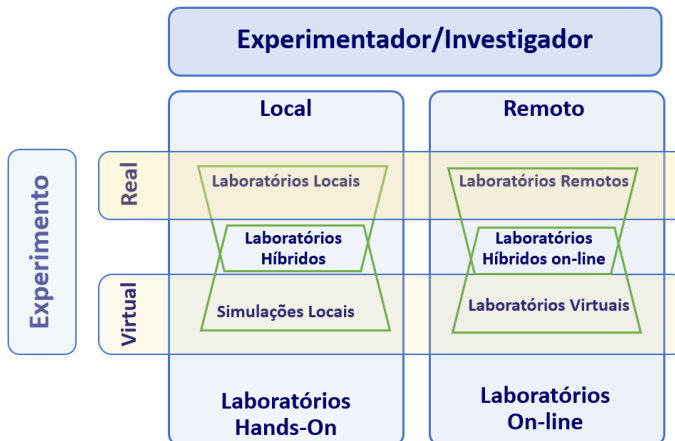 Experimentador/Investigador
Local
Remoto
Experimento
Real
Laboratórios Locais
Laboratórios Remotos
Laboratórios
Híbridos
Laboratórios
Híbridos on-line
Virtual
Simulações Locais
Laboratórios Virtuais
Laboratórios
Hands-On
Laboratórios
On-line